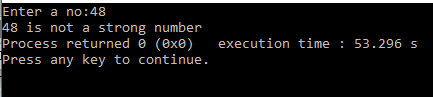 Enter a no:48
48 is not a strong number
Process returned 0 (0x0)   execution time : 53.296 s
Press any key to continue.